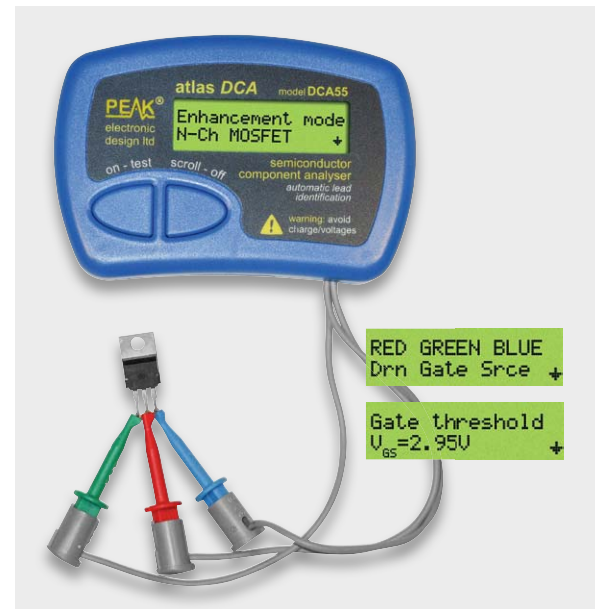 atlas DCA model DCA55
PEAK®
electronic
design ltd
Enhancement mode
N-Ch MOSFET
on - test scroll - off
semiconductor
component analyser
automatic lead
identification
warning: avoid
charge/voltages
RED GREEN BLUE
Drn Gate Srce
Gate threshold
VGS=2.95V